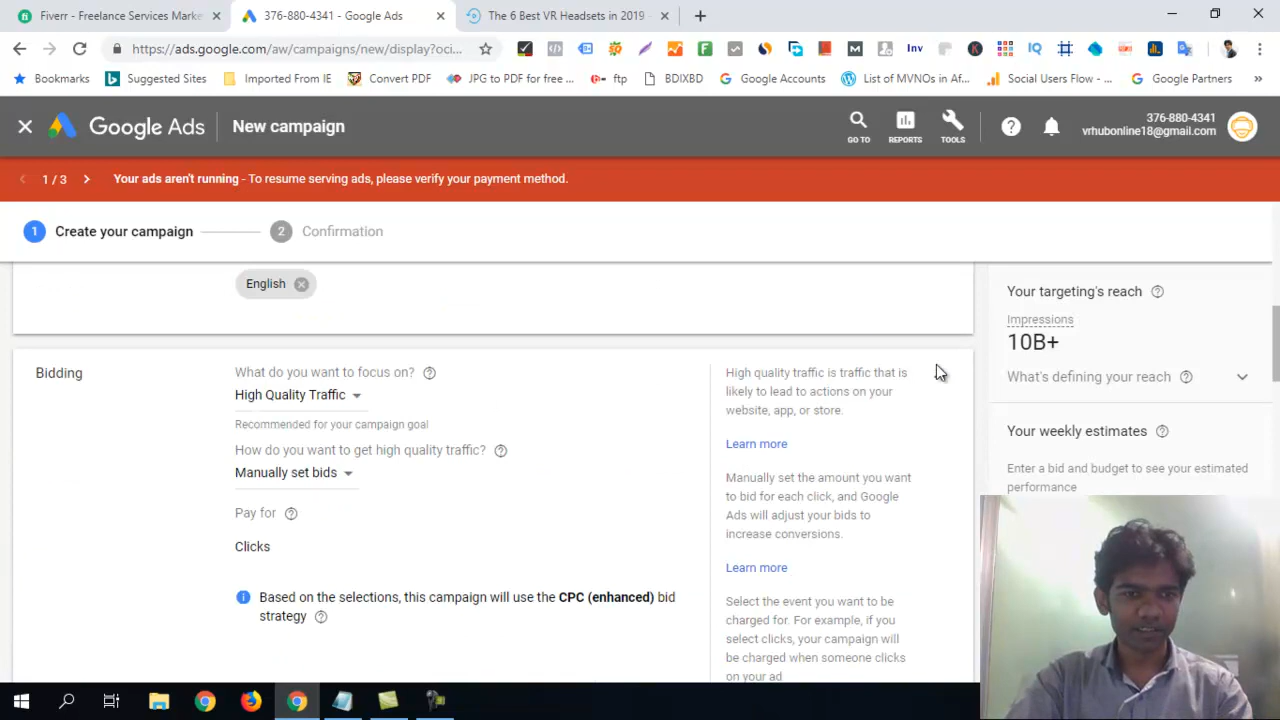 Fiverr - Freelance Services Marke
376-880-4341 - Google Ads
The 6 Best VR Headsets in 2019 -
https://ads.google.com/aw/campaigns/new/display?oci...
Inv
IQ
Bookmarks
Suggested Sites
Imported From IE
Convert PDF
JPG to PDF for free ...
ftp
BDIXBD
Google Accounts
List of MVNOs in Af...
Social Users Flow - ...
Google Partners
»
Google Ads
New campaign
GO TO
REPORTS
TOOLS
376-880-4341
vrhubonline18@gmail.com
1 / 3
Your ads aren't running - To resume serving ads, please verify your payment method.
1 Create your campaign
2 Confirmation
English
Your targeting's reach
Impressions
10B+
What's defining your reach
Your weekly estimates
Enter a bid and budget to see your estimated
performance
Bidding
What do you want to focus on?
High Quality Traffic
Recommended for your campaign goal
How do you want to get high quality traffic?
Manually set bids
Pay for
Clicks
Based on the selections, this campaign will use the CPC (enhanced) bid
strategy
High quality traffic is traffic that is
likely to lead to actions on your
website, app, or store.
Learn more
Manually set the amount you want
to bid for each click, and Google
Ads will adjust your bids to
increase conversions.
Learn more
Select the event you want to be
charged for. For example, if you
select clicks, your campaign will
be charged when someone clicks
on your ad